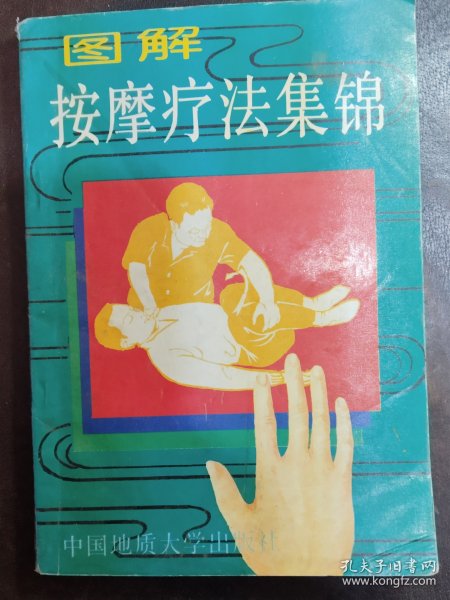 图解
按摩疗法集锦
中国地质大学出版社
孔夫子旧书网
www.kongfz.com